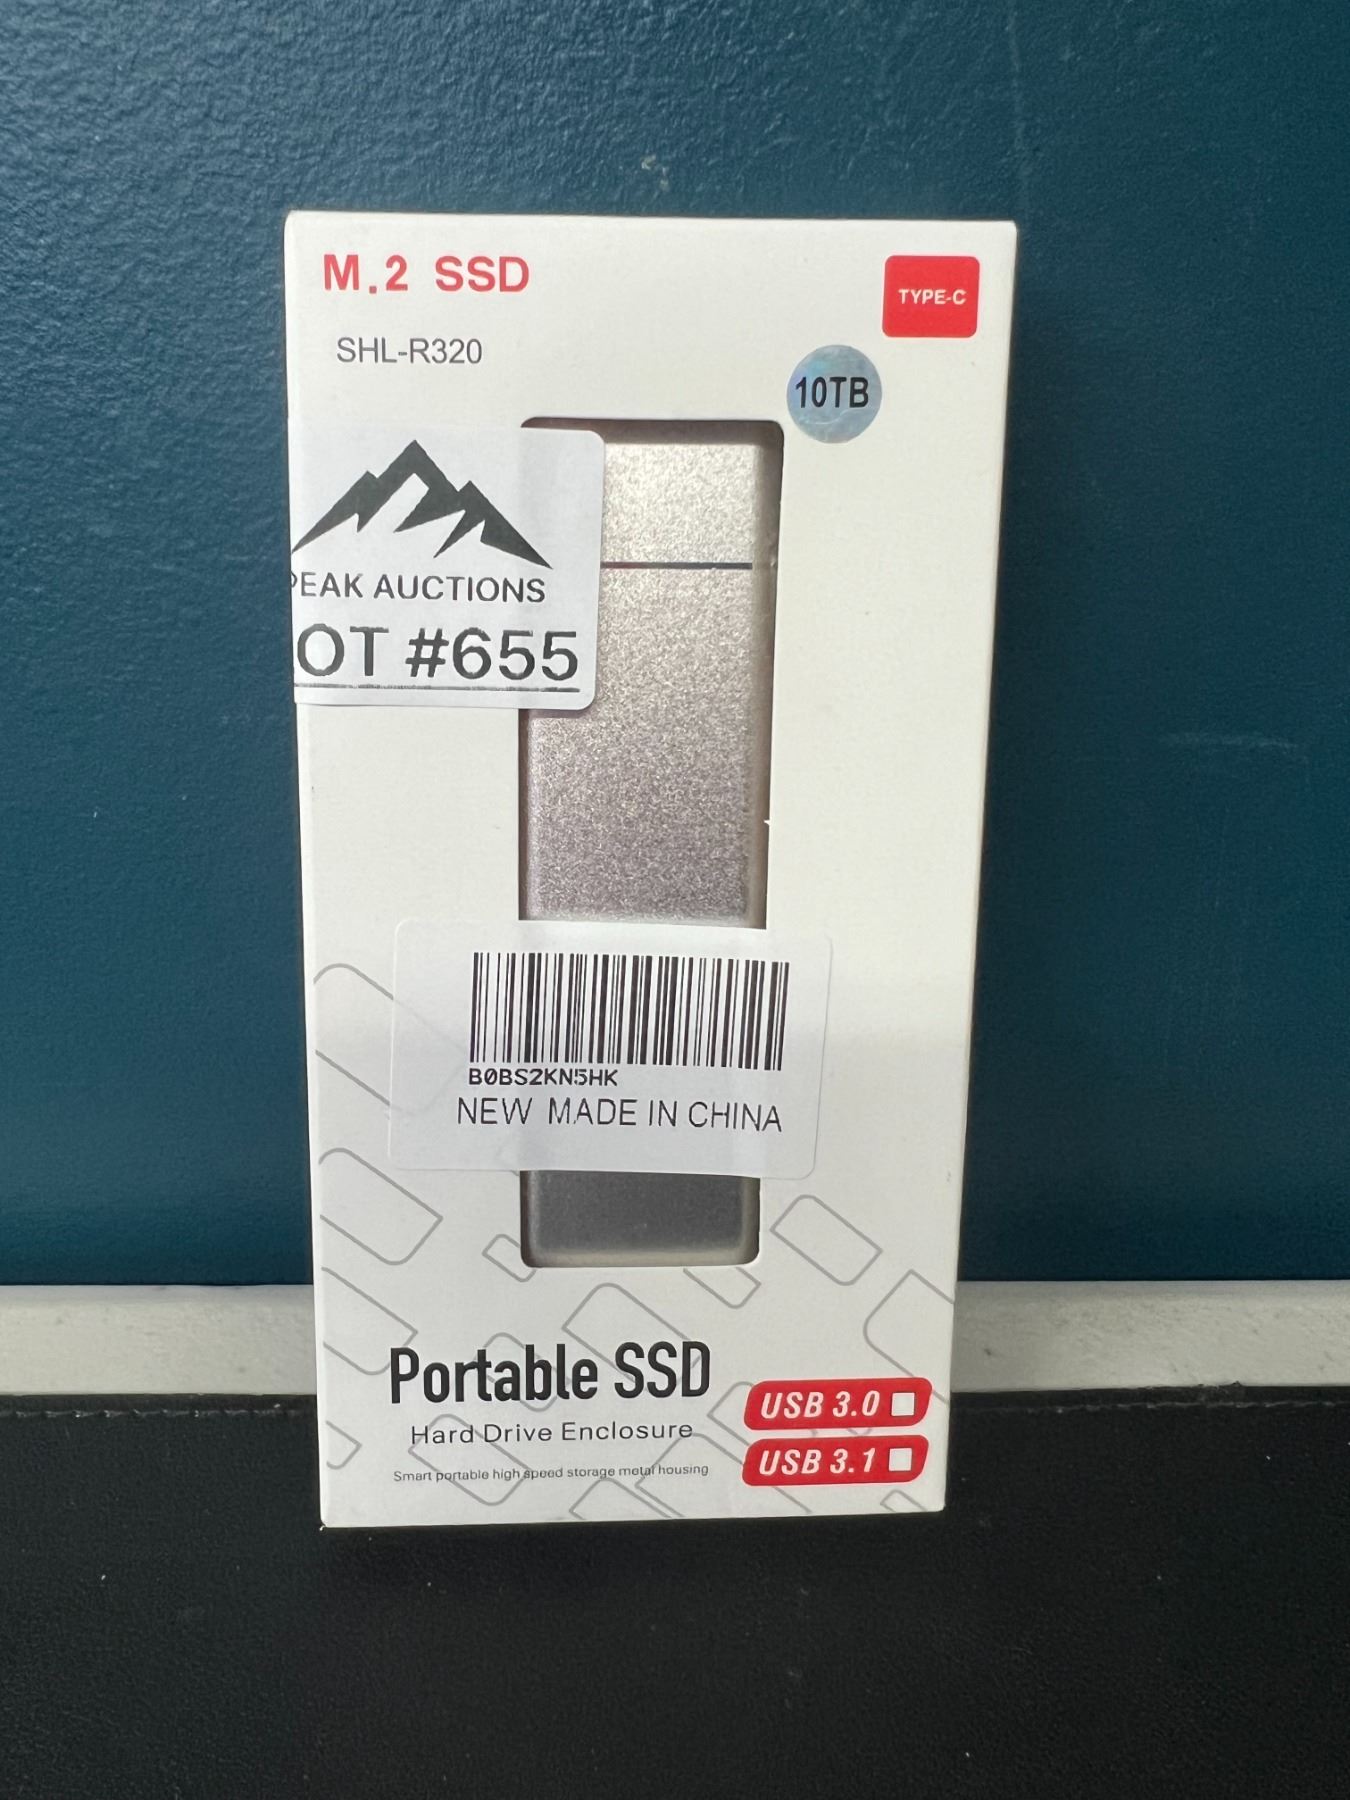 M.2 SSD
TYPE-C
SHL-R320
10TB
PEAK AUCTIONS
OT #655
B0BS2KN5HK
NEW MADE IN CHINA
Portable SSD
Hard Drive Enclosure
Smart portable high speed storage metal housing
USB 3.0
USB 3.1